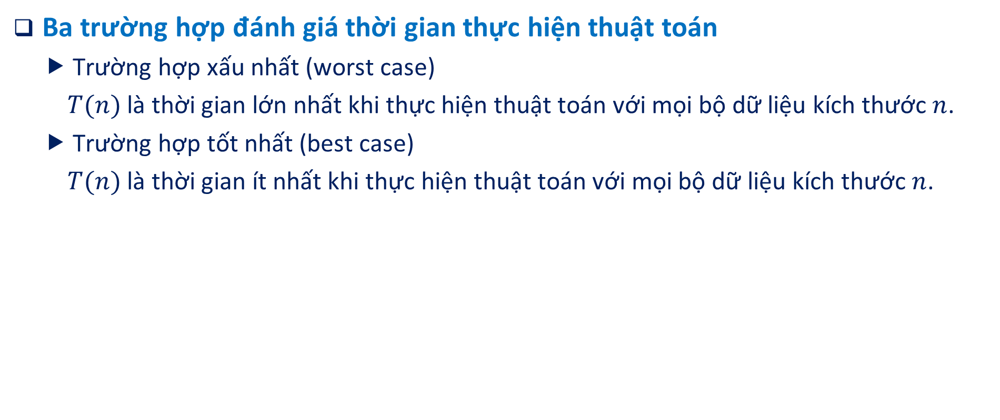 ❑ Ba trường hợp đánh giá thời gian thực hiện thuật toán
▶ Trường hợp xấu nhất (worst case)
T(n) là thời gian lớn nhất khi thực hiện thuật toán với mọi bộ dữ liệu kích thước n.
▶ Trường hợp tốt nhất (best case)
T(n) là thời gian ít nhất khi thực hiện thuật toán với mọi bộ dữ liệu kích thước n.